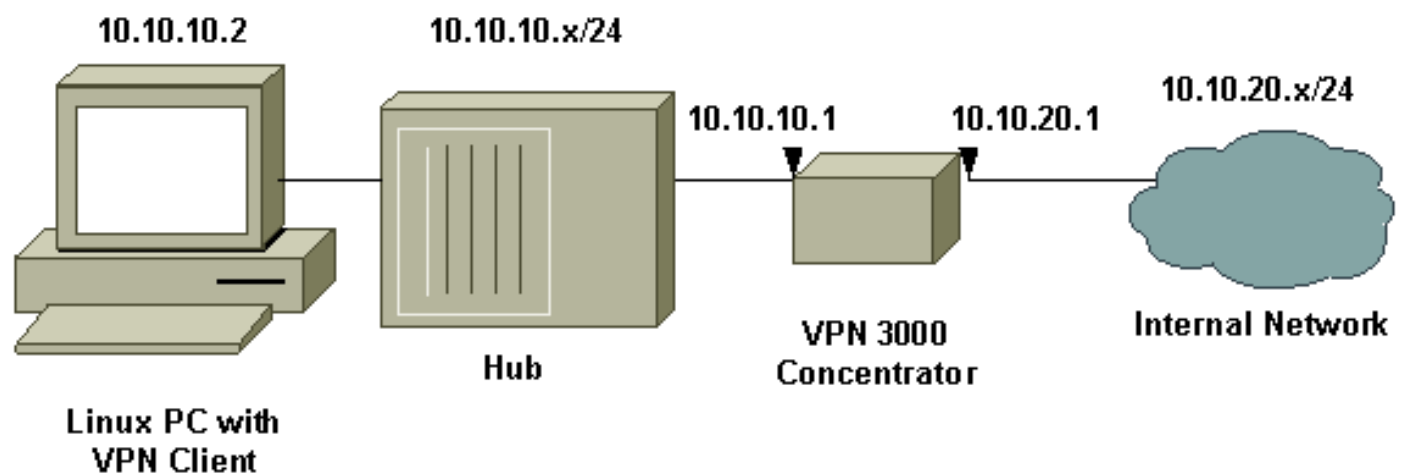 10.10.10.2
10.10.10.x/24
10.10.10.1
10.10.20.1
10.10.20.x/24
Hub
VPN 3000
Concentrator
Internal Network
Linux PC with
VPN Client